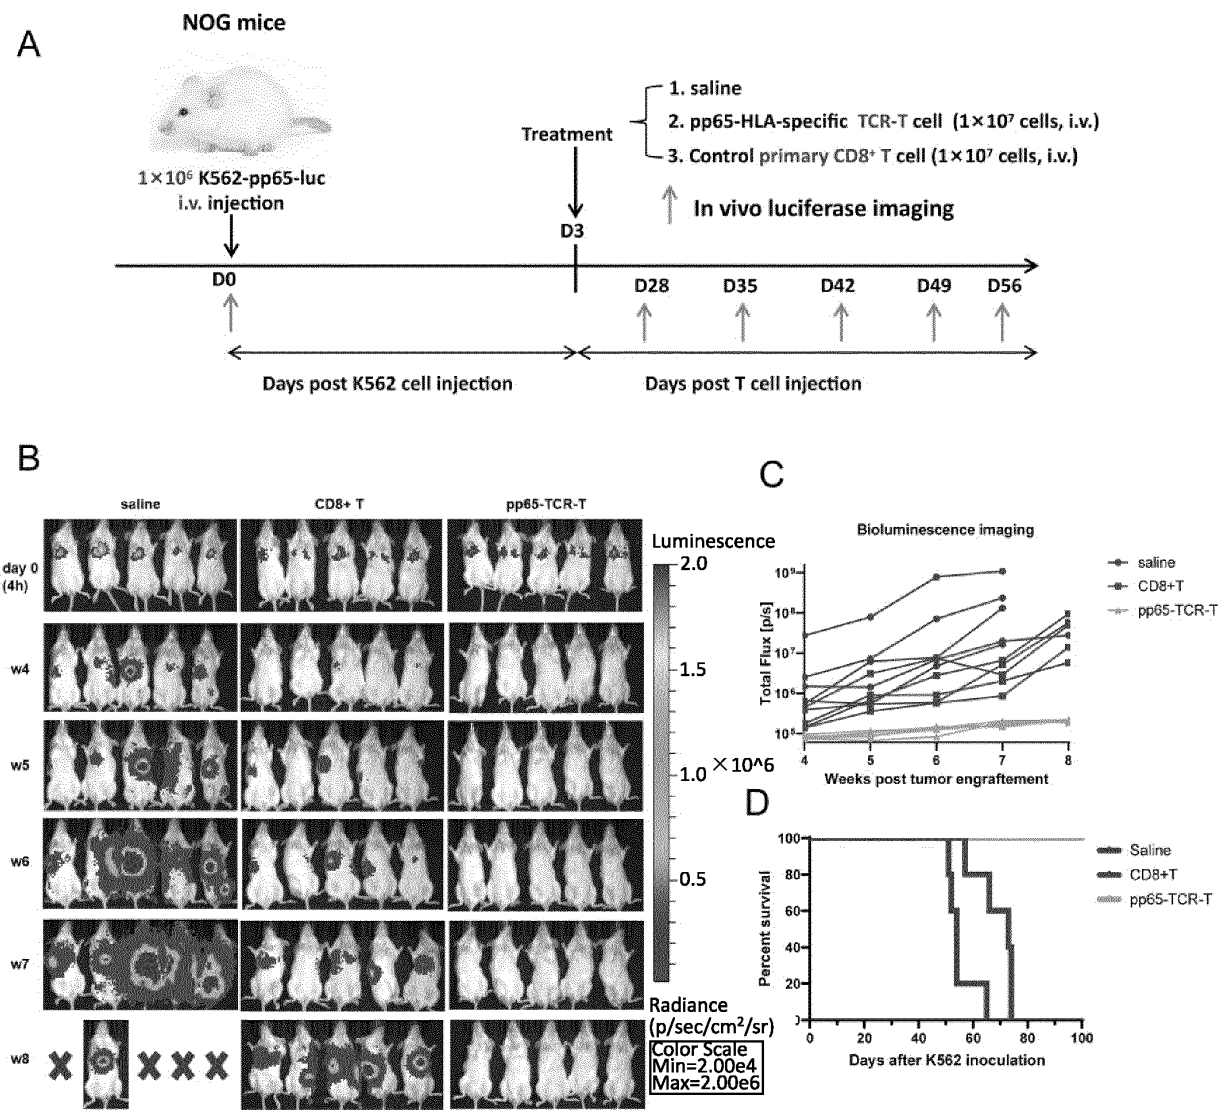 A
NOG mice
1×10⁶ K562-pp65-luc
i.v. injection
Treatment
1. saline
2. pp65-HLA-specific TCR-T cell (1×10⁷ cells, i.v.)
3. Control primary CD8⁺ T cell (1×10⁷ cells, i.v.)
In vivo luciferase imaging
D3
D0
D28 D35 D42 D49 D56
Days post K562 cell injection
Days post T cell injection
B
saline CD8+ T pp65-TCR-T
day 0
(4h)
w4
w5
w6
w7
w8
Luminescence
2.0
1.5
1.0 ×10^6
0.5
Radiance
(p/sec/cm²/sr)
Color Scale
Min=2.00e4
Max=2.00e6
C
Bioluminescence imaging
Total Flux [p/s]
10⁹
10⁸
10⁷
10⁶
10⁵
4 5 6 7 8
Weeks post tumor engraftement
saline
CD8+T
pp65-TCR-T
D
Percent survival
100
80
60
40
20
0 20 40 60 80 100
Days after K562 inoculation
Saline
CD8+T
pp65-TCR-T